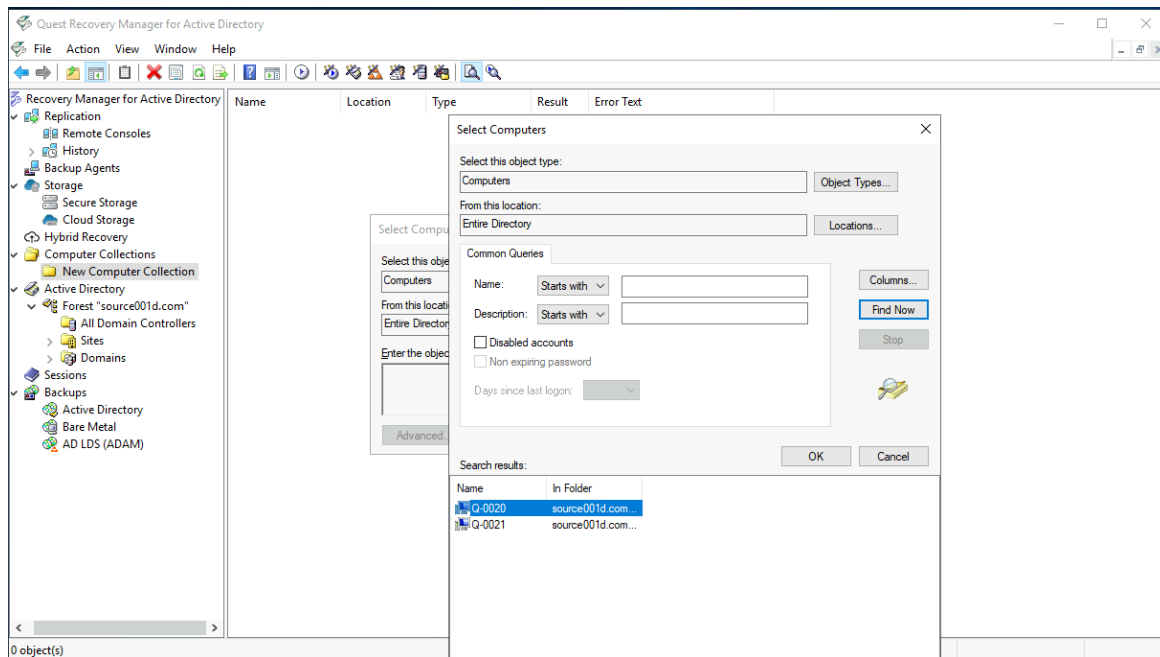 Quest Recovery Manager for Active Directory
File Action View Window Help
Recovery Manager for Active Directory
Replication
Remote Consoles
History
Backup Agents
Storage
Secure Storage
Cloud Storage
Hybrid Recovery
Computer Collections
New Computer Collection
Active Directory
Forest "source001d.com"
All Domain Controllers
Sites
Domains
Sessions
Backups
Active Directory
Bare Metal
AD LDS (ADAM)
Name Location Type Result Error Text
Select Compu
Select this obje
Computers
From this locati
Entire Director
Enter the objec
Advanced..
Select Computers
Select this object type:
Computers Object Types...
From this location:
Entire Directory Locations...
Common Queries
Name: Starts with
Description: Starts with
Disabled accounts
Non expiring password
Days since last logon:
Columns...
Find Now
Stop
OK Cancel
Search results:
Name In Folder
Q-0020 source001d.com...
Q-0021 source001d.com...
0 object(s)